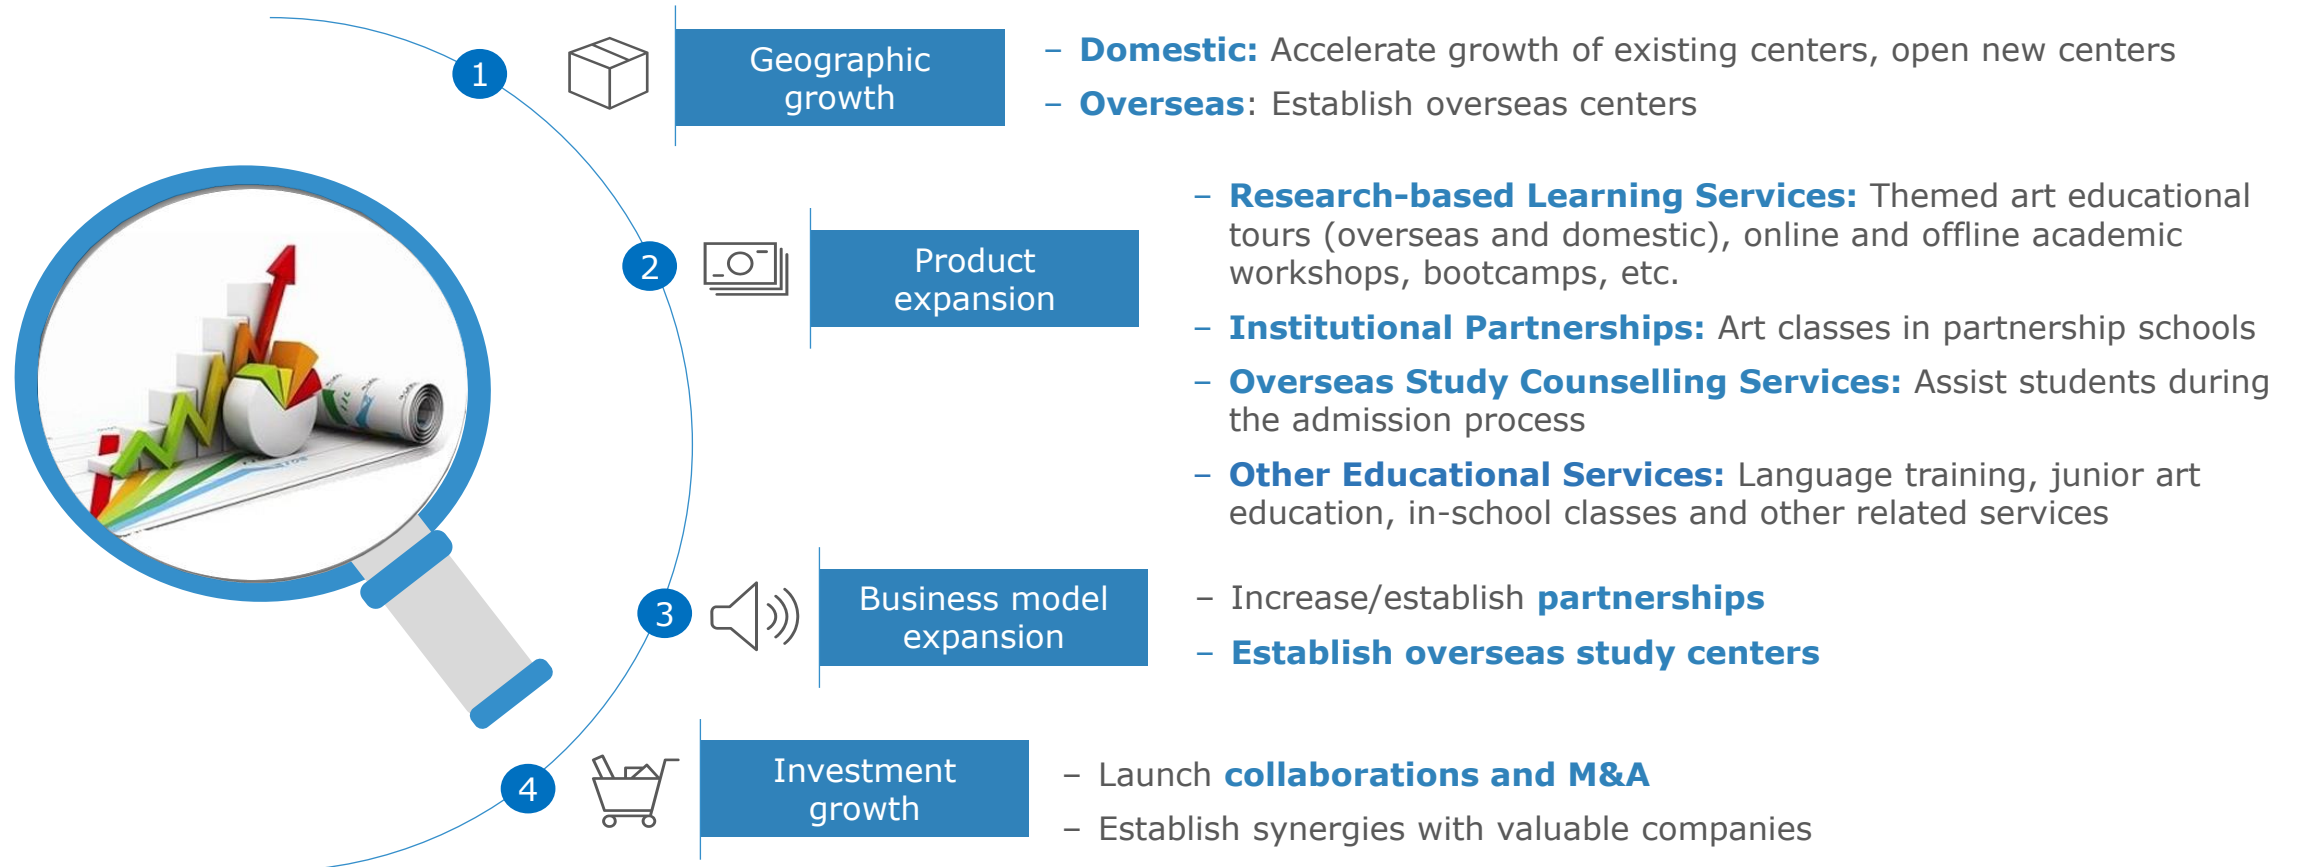 1
Geographic
growth
– Domestic: Accelerate growth of existing centers, open new centers
– Overseas: Establish overseas centers
2
Product
expansion
– Research-based Learning Services: Themed art educational
tours (overseas and domestic), online and offline academic
workshops, bootcamps, etc.
– Institutional Partnerships: Art classes in partnership schools
– Overseas Study Counselling Services: Assist students during
the admission process
– Other Educational Services: Language training, junior art
education, in-school classes and other related services
3
Business model
expansion
– Increase/establish partnerships
– Establish overseas study centers
4
Investment
growth
– Launch collaborations and M&A
– Establish synergies with valuable companies